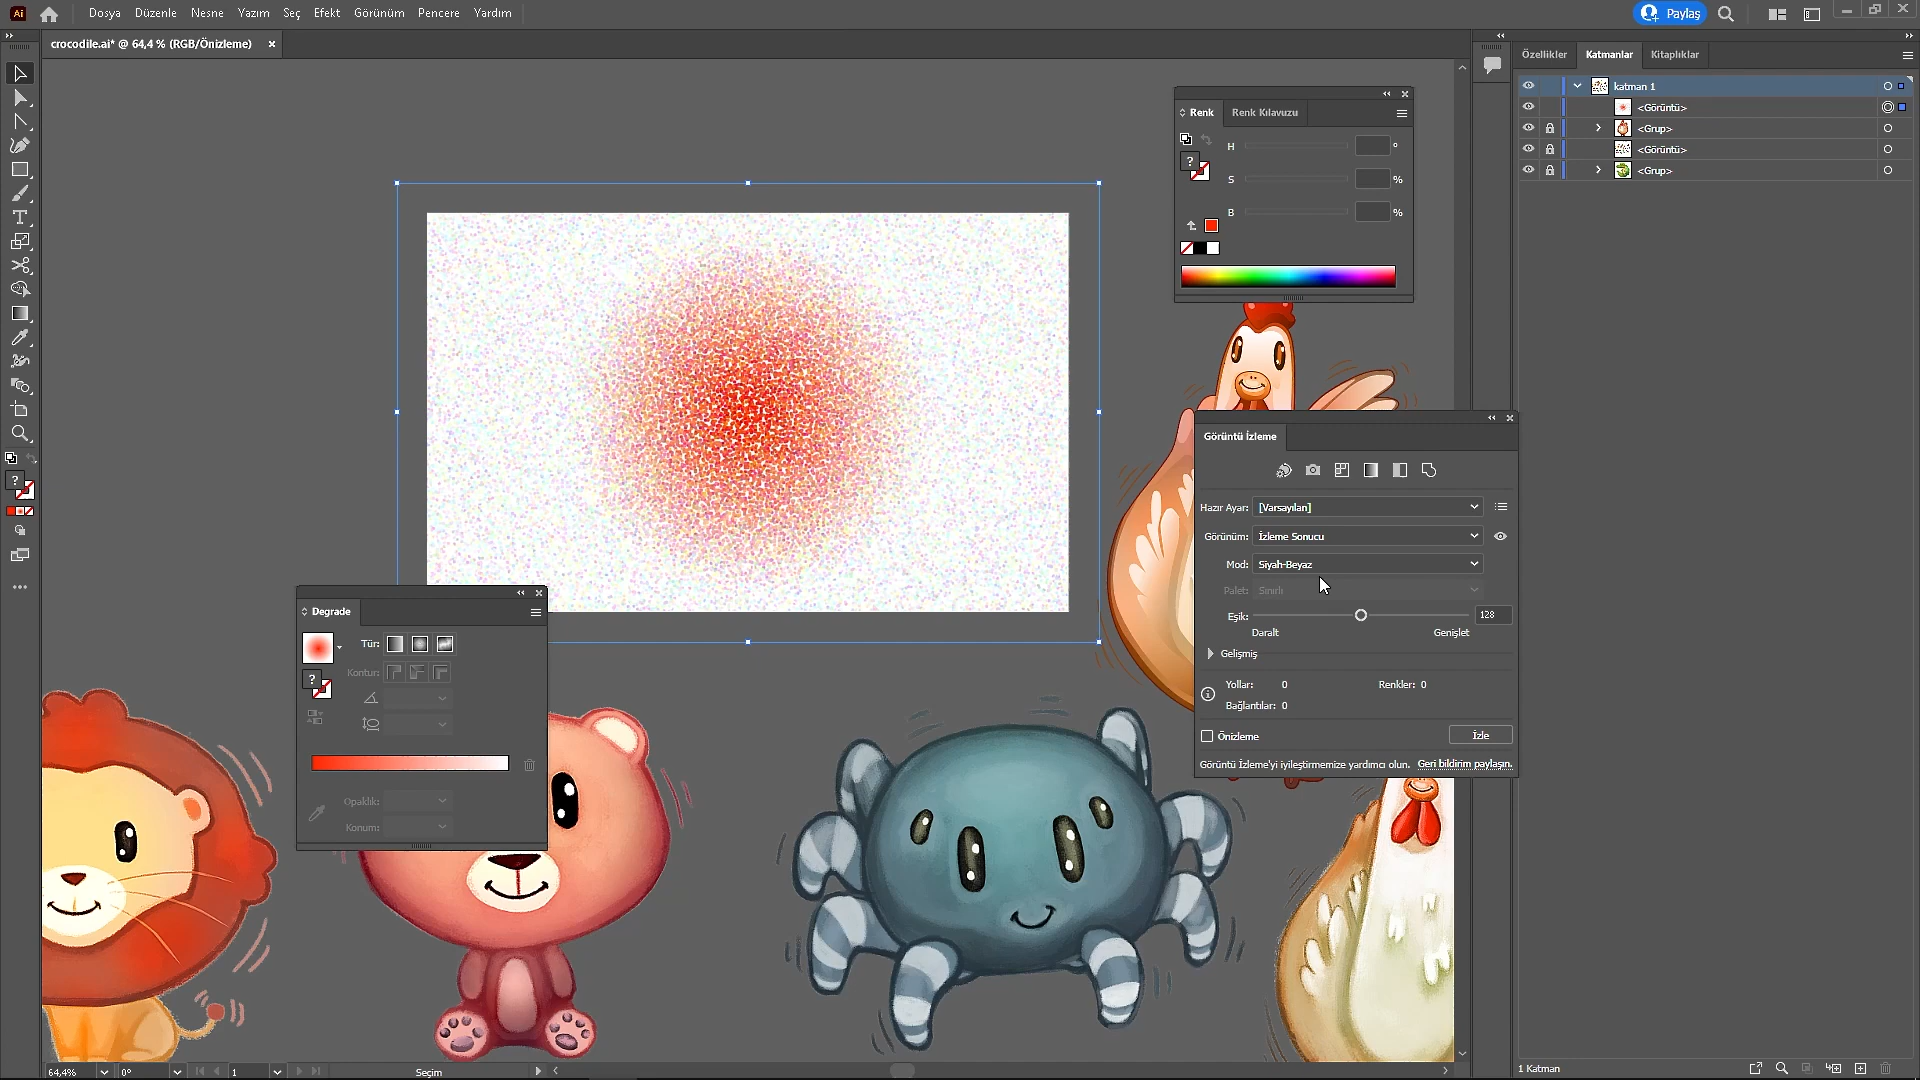 Ai Dosya Düzenle Nesne Yazım Seç Efekt Görünüm Pencere Yardım Paylaş
crocodile.ai* @ 64,4 % (RGB/Önizleme)
Özellikler Katmanlar Kitaplıklar
katman 1
<Görüntü>
<Grup>
<Görüntü>
<Grup>
Renk Renk Kılavuzu
? H °
S %
B %
Görüntü İzleme
Hazır Ayar: [Varsayılan]
Görünüm: İzleme Sonucu
Mod: Siyah-Beyaz
Palet: Sınırlı
Eşik: 128
Daralt Genişlet
Gelişmiş
Yollar: 0 Renkler: 0
Bağlantılar: 0
Önizleme İzle
Görüntü İzleme'yi iyileştirmemize yardımcı olun. Geri bildirim paylaşın.
Degrade
Tür:
Kontur:
?
Opaklık:
Konum:
?
64,4% 0° 1 Seçim
1 Katman